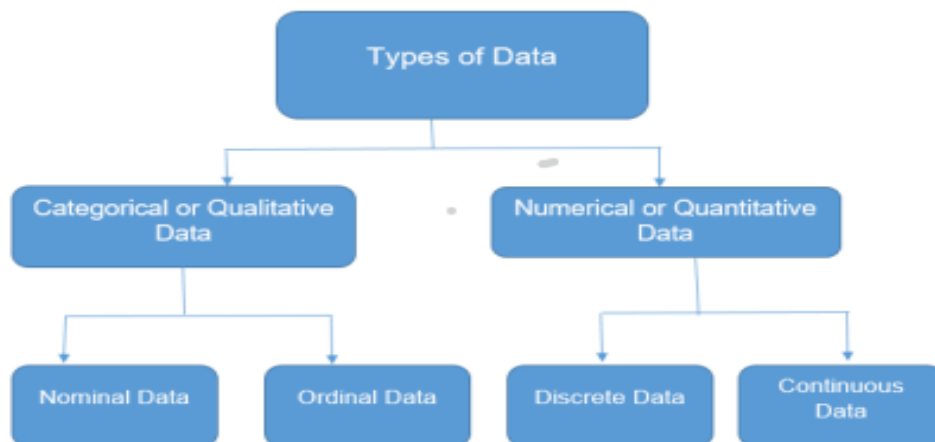 Types of Data
Categorical or Qualitative
Data
Numerical or Quantitative
Data
Nominal Data
Ordinal Data
Discrete Data
Continuous
Data